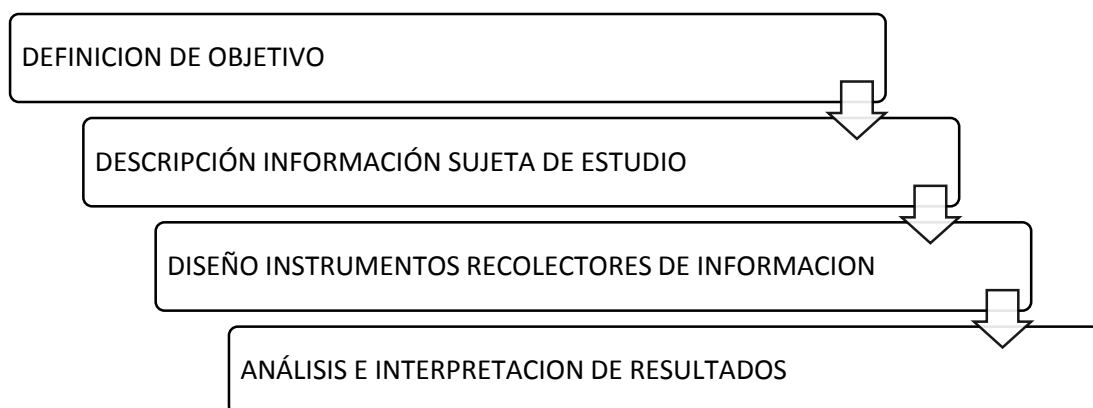 DEFINICION DE OBJETIVO
DESCRIPCIÓN INFORMACIÓN SUJETA DE ESTUDIO
DISEÑO INSTRUMENTOS RECOLECTORES DE INFORMACION
ANÁLISIS E INTERPRETACION DE RESULTADOS